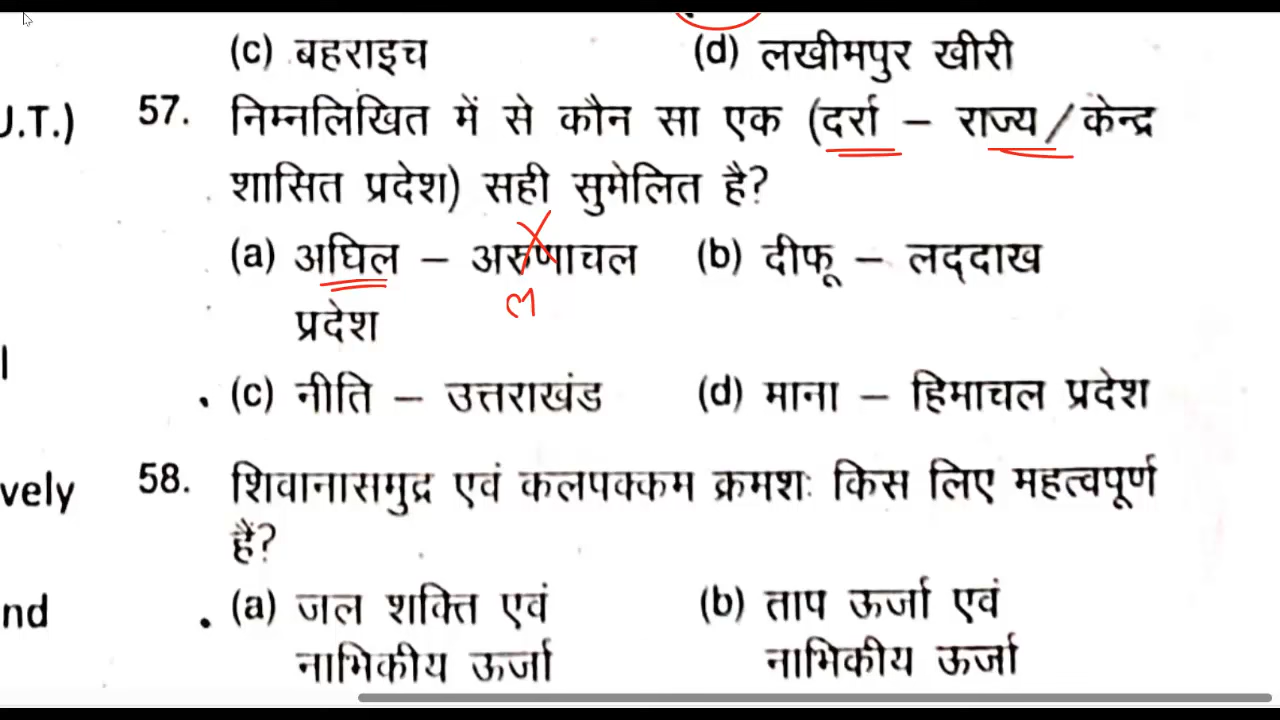 (c) बहराइच (d) लखीमपुर खीरी
J.T.) 57. निम्नलिखित में से कौन सा एक (दर्रा – राज्य/केन्द्र
शासित प्रदेश) सही सुमेलित है?
(a) अघिल – अरुणाचल (b) दीफू – लद्दाख
ल
प्रदेश
l
(c) नीति – उत्तराखंड (d) माना – हिमाचल प्रदेश
vely 58. शिवानासमुद्र एवं कलपक्कम क्रमशः किस लिए महत्वपूर्ण
हैं?
nd (a) जल शक्ति एवं (b) ताप ऊर्जा एवं
नाभिकीय ऊर्जा नाभिकीय ऊर्जा